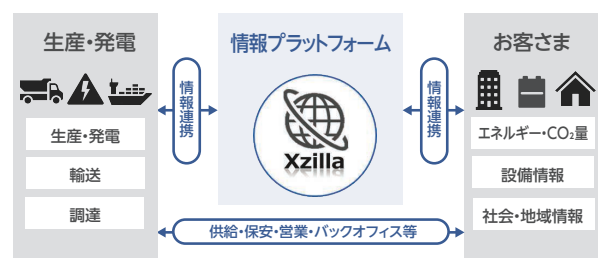 生産・発電
生産・発電
輸送
調達
情報連携
情報プラットフォーム
Xzilla
情報連携
お客さま
エネルギー・CO₂量
設備情報
社会・地域情報
供給・保安・営業・バックオフィス等